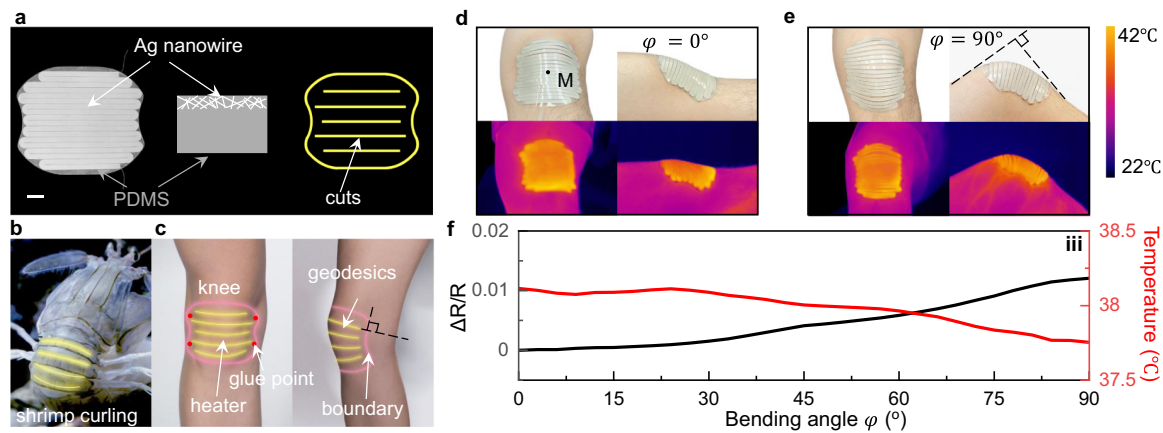 a
Ag nanowire
PDMS
cuts
b
shrimp curling
c
knee
heater
glue point
geodesics
boundary
d
φ = 0°
M
e
φ = 90°
42℃
22℃
f
iii
0.02
0.01
0
ΔR/R
38.5
38
37.5
Temperature (°C)
0 15 30 45 60 75 90
Bending angle φ (°)